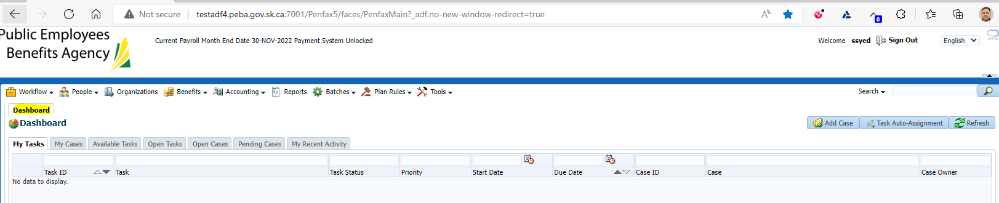 Not secure | testadf4.peba.gov.sk.ca:7001/Penfax5/faces/PenfaxMain?_adf.no-new-window-redirect=true
0
Public Employees
Benefits Agency
Current Payroll Month End Date 30-NOV-2022 Payment System Unlocked
Welcome ssyed Sign Out English
Workflow People Organizations Benefits Accounting Reports Batches Plan Rules Tools Search
Dashboard
Dashboard
Add Case Task Auto-Assignment Refresh
My Tasks My Cases Available Tasks Open Tasks Open Cases Pending Cases My Recent Activity
Task ID Task Task Status Priority Start Date Due Date Case ID Case Case Owner
No data to display.